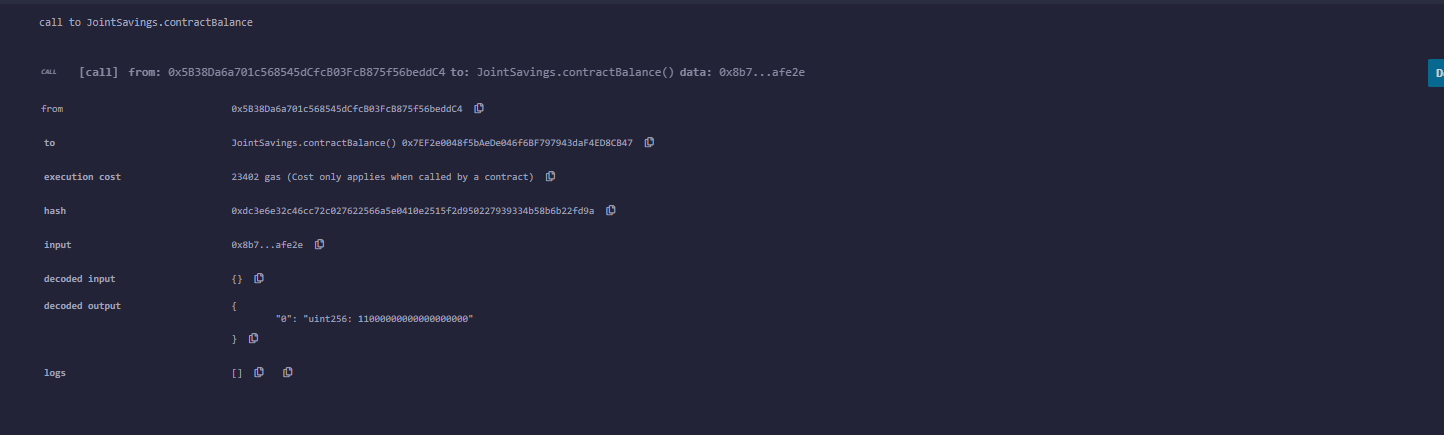 call to JointSavings.contractBalance
CALL [call] from: 0x5B38Da6a701c568545dCfcB03FcB875f56beddC4 to: JointSavings.contractBalance() data: 0x8b7...afe2e
from 0x5B38Da6a701c568545dCfcB03FcB875f56beddC4
to JointSavings.contractBalance() 0x7EF2e0048f5bAeDe046f6BF797943daF4ED8CB47
execution cost 23402 gas (Cost only applies when called by a contract)
hash 0xdc3e6e32c46cc72c027622566a5e0410e2515f2d950227939334b58b6b22fd9a
input 0x8b7...afe2e
decoded input {}
decoded output {
"0": "uint256: 11000000000000000000"
}
logs []